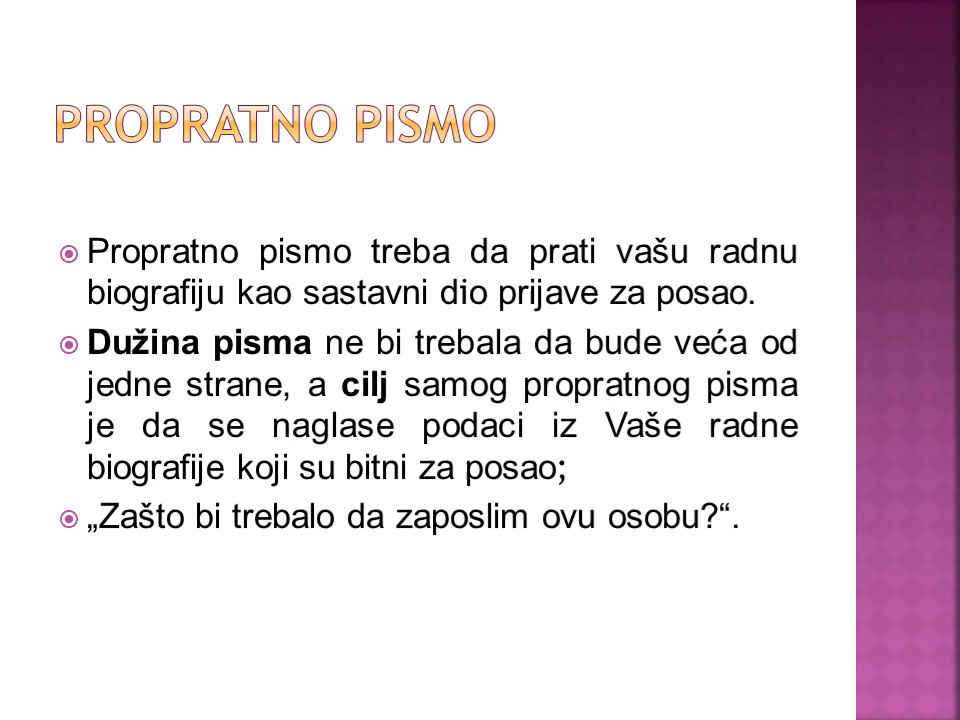 PROPRATNO PISMO
Propratno pismo treba da prati vašu radnu
biografiju kao sastavni dio prijave za posao.
Dužina pisma ne bi trebala da bude veća od
jedne strane, a cilj samog propratnog pisma
je da se naglase podaci iz Vaše radne
biografije koji su bitni za posao;
„Zašto bi trebalo da zaposlim ovu osobu?“.